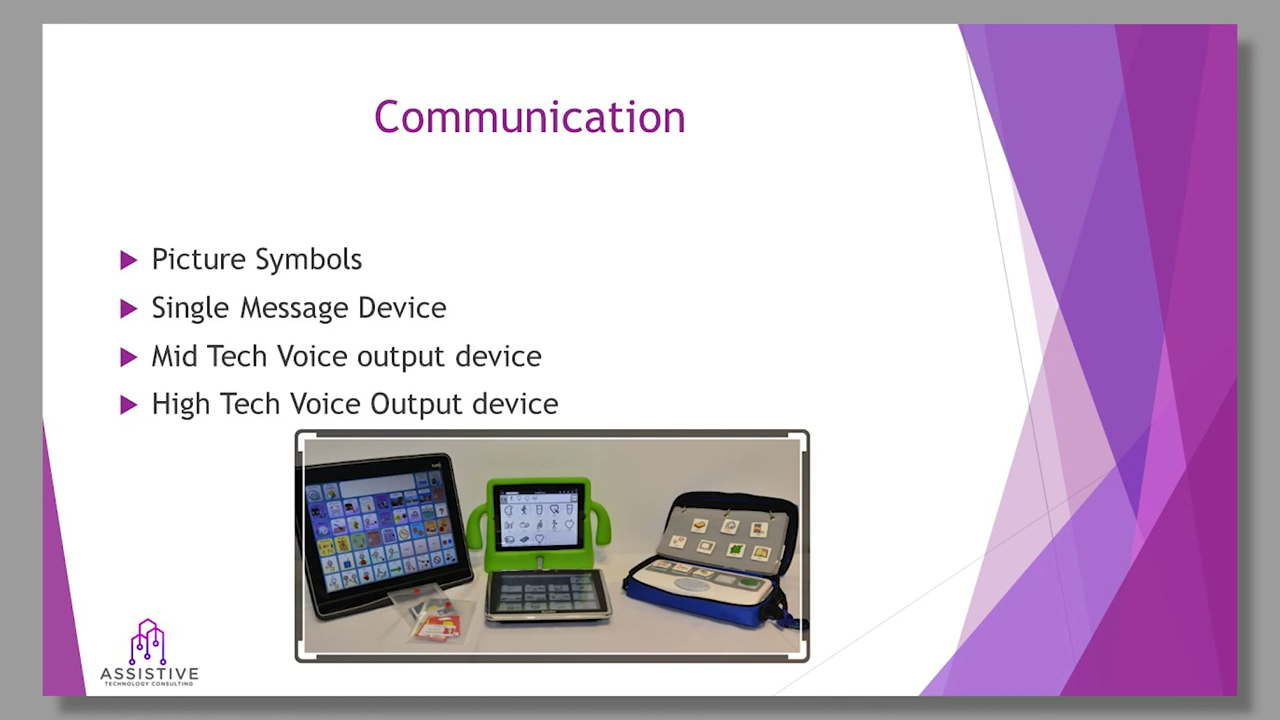 Communication
Picture Symbols
Single Message Device
Mid Tech Voice output device
High Tech Voice Output device
ASSISTIVE
TECHNOLOGY CONSULTING